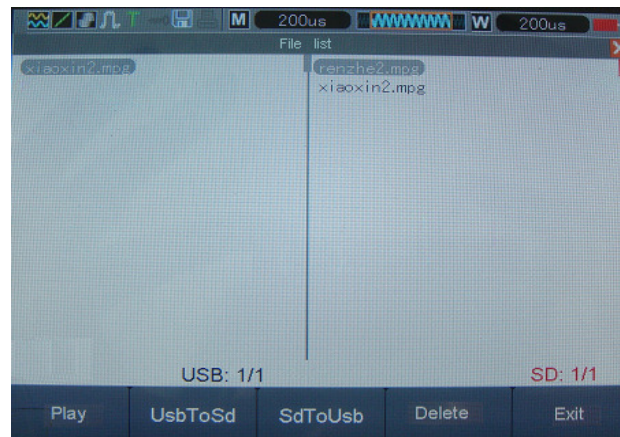 T M 200us W 200us
File list
xiaoxin2.mpg
renzhe2.mpg
xiaoxin2.mpg
USB: 1/1
SD: 1/1
Play UsbToSd SdToUsb Delete Exit